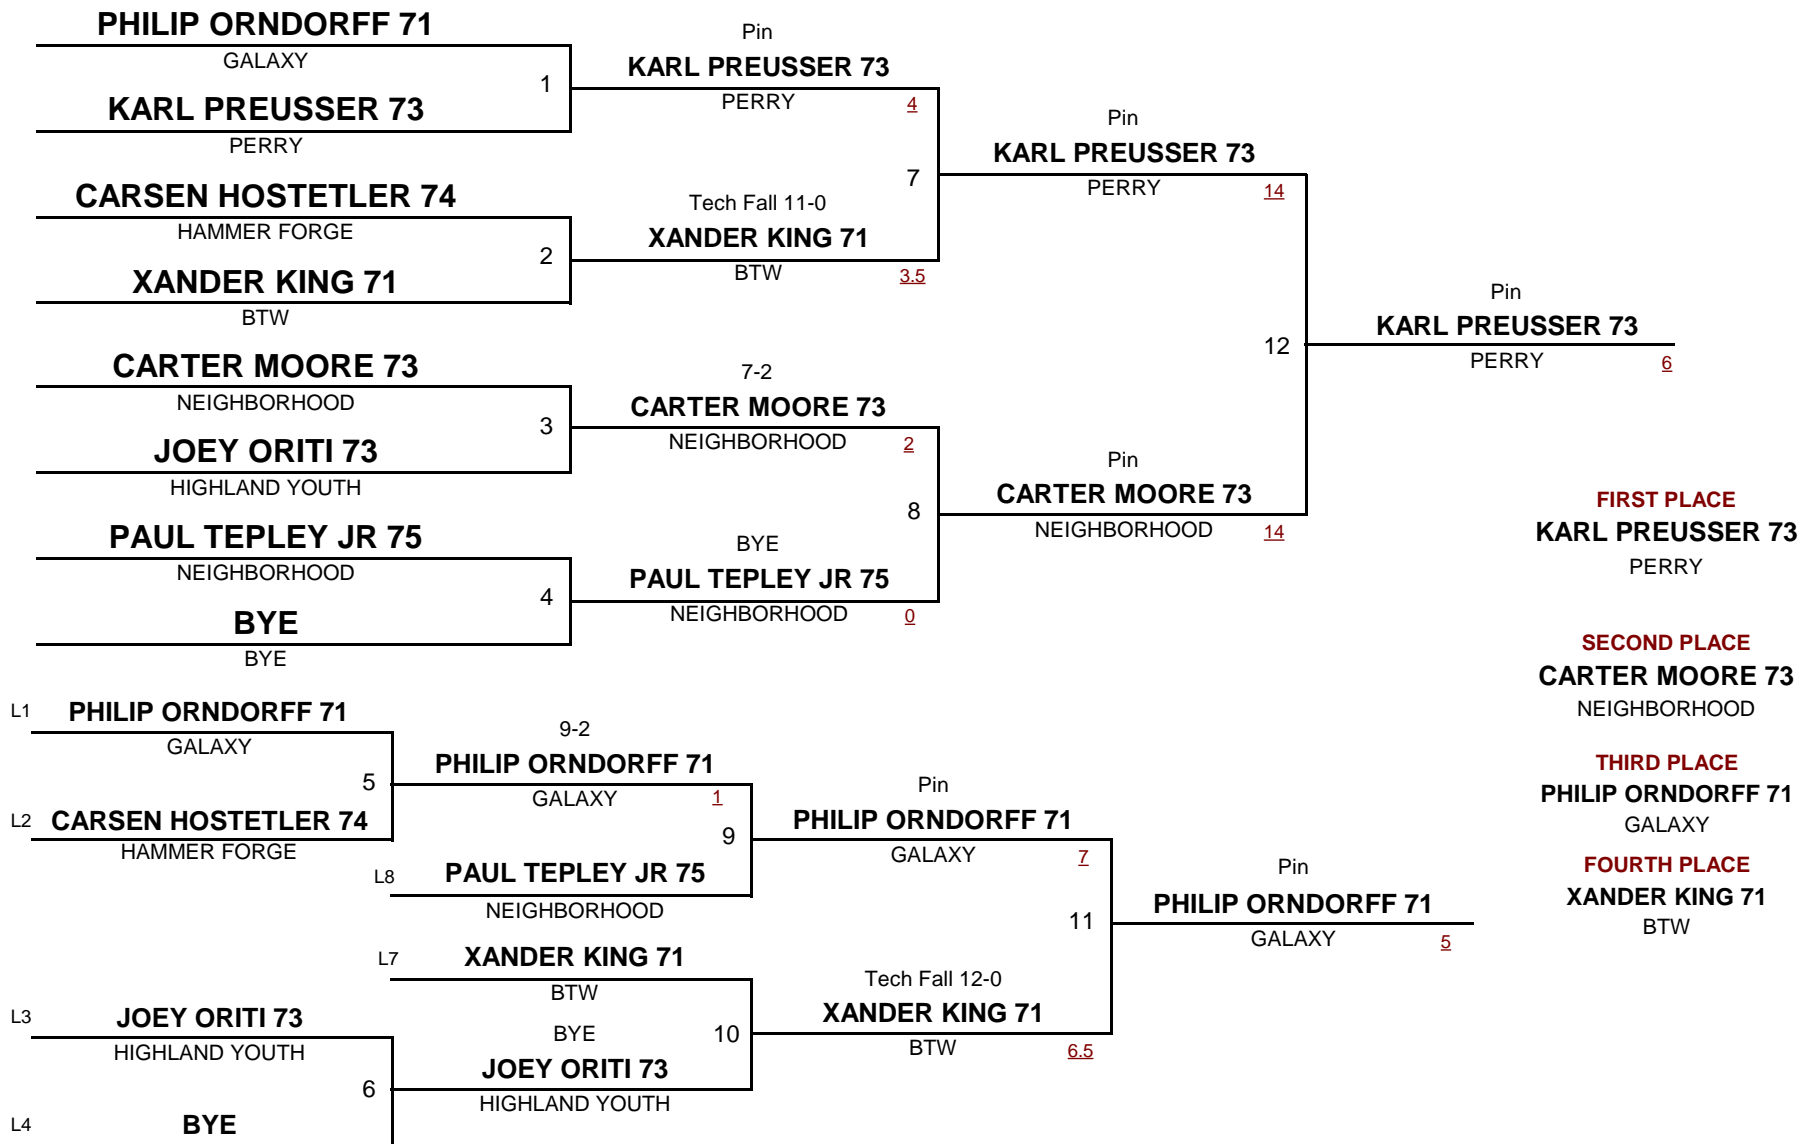 PHILIP ORNDORFF 71
GALAXY
1
KARL PREUSSER 73
PERRY
CARSEN HOSTETLER 74
HAMMER FORGE
2
XANDER KING 71
BTW
CARTER MOORE 73
NEIGHBORHOOD
3
JOEY ORITI 73
HIGHLAND YOUTH
PAUL TEPLEY JR 75
NEIGHBORHOOD
4
BYE
BYE
Pin
KARL PREUSSER 73
PERRY
4
7
Tech Fall 11-0
XANDER KING 71
BTW
3.5
7-2
CARTER MOORE 73
NEIGHBORHOOD
2
8
BYE
PAUL TEPLEY JR 75
NEIGHBORHOOD
0
Pin
KARL PREUSSER 73
PERRY
14
12
Pin
CARTER MOORE 73
NEIGHBORHOOD
14
Pin
KARL PREUSSER 73
PERRY
6
FIRST PLACE
KARL PREUSSER 73
PERRY
SECOND PLACE
CARTER MOORE 73
NEIGHBORHOOD
THIRD PLACE
PHILIP ORNDORFF 71
GALAXY
FOURTH PLACE
XANDER KING 71
BTW
L1 PHILIP ORNDORFF 71
GALAXY
5
L2 CARSEN HOSTETLER 74
HAMMER FORGE
9-2
PHILIP ORNDORFF 71
GALAXY
1
9
L8 PAUL TEPLEY JR 75
NEIGHBORHOOD
L7 XANDER KING 71
BTW
10
BYE
JOEY ORITI 73
HIGHLAND YOUTH
L3 JOEY ORITI 73
HIGHLAND YOUTH
6
L4 BYE
Pin
PHILIP ORNDORFF 71
GALAXY
7
11
Tech Fall 12-0
XANDER KING 71
BTW
6.5
Pin
PHILIP ORNDORFF 71
GALAXY
5